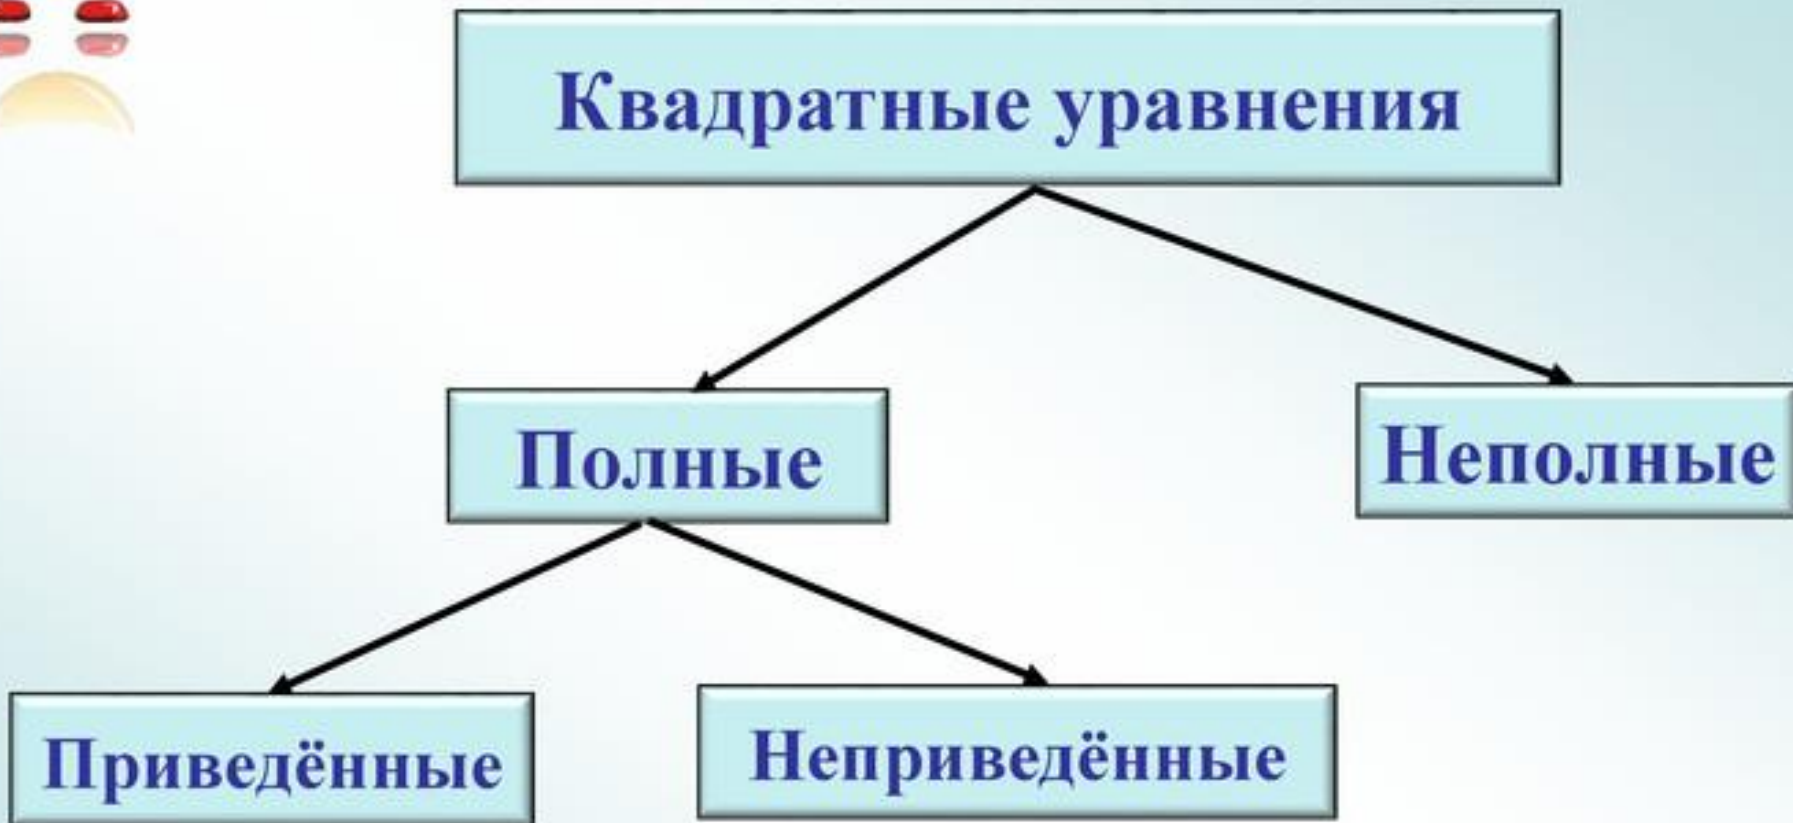 Квадратные уравнения
Полные
Неполные
Приведённые
Неприведённые